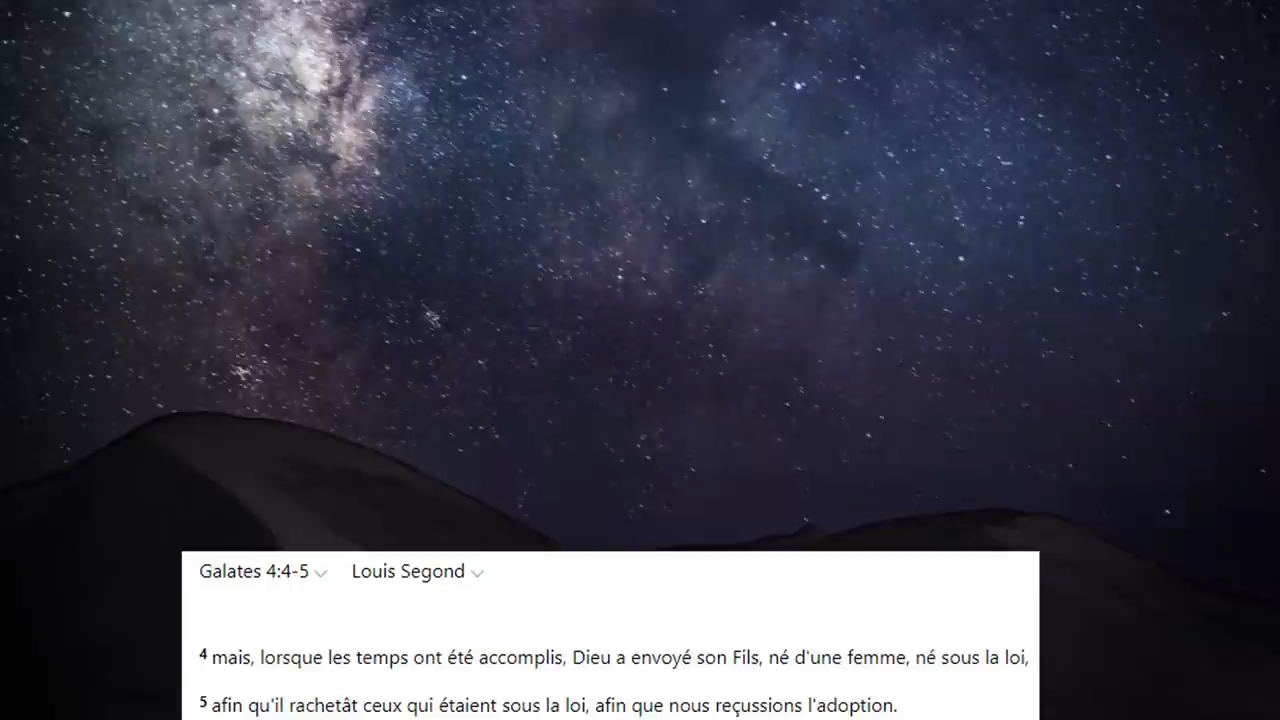 Galates 4:4-5 Louis Segond
4 mais, lorsque les temps ont été accomplis, Dieu a envoyé son Fils, né d'une femme, né sous la loi,
5 afin qu'il rachetât ceux qui étaient sous la loi, afin que nous reçussions l'adoption.